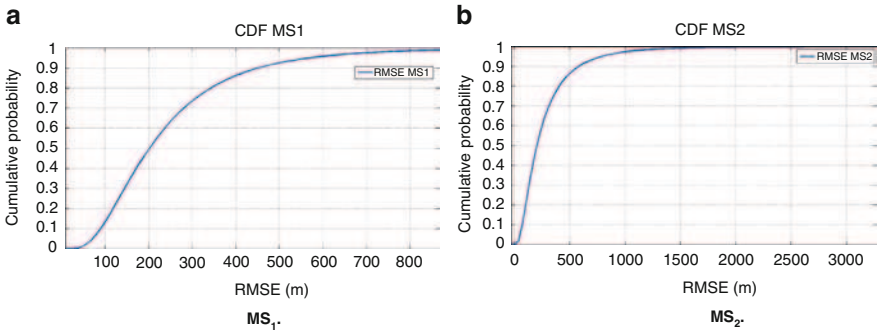 a
CDF MS1
Cumulative probability
1
0.9
0.8
0.7
0.6
0.5
0.4
0.3
0.2
0.1
0
RMSE MS1
100 200 300 400 500 600 700 800
RMSE (m)
MS1.
b
CDF MS2
Cumulative probability
1
0.9
0.8
0.7
0.6
0.5
0.4
0.3
0.2
0.1
0
RMSE MS2
0 500 1000 1500 2000 2500 3000
RMSE (m)
MS2.